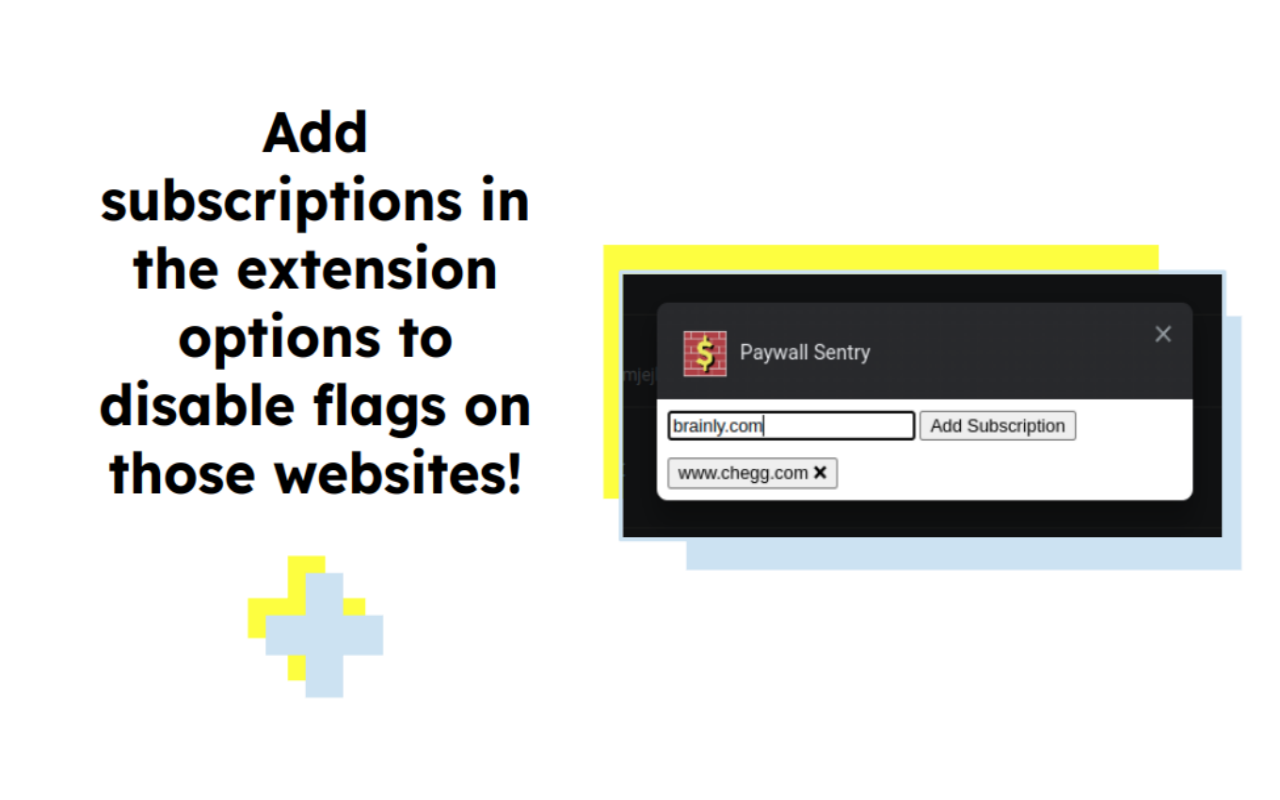 Add
subscriptions in
the extension
options to
disable flags on
those websites!
$
Paywall Sentry
brainly.com
Add Subscription
www.chegg.com